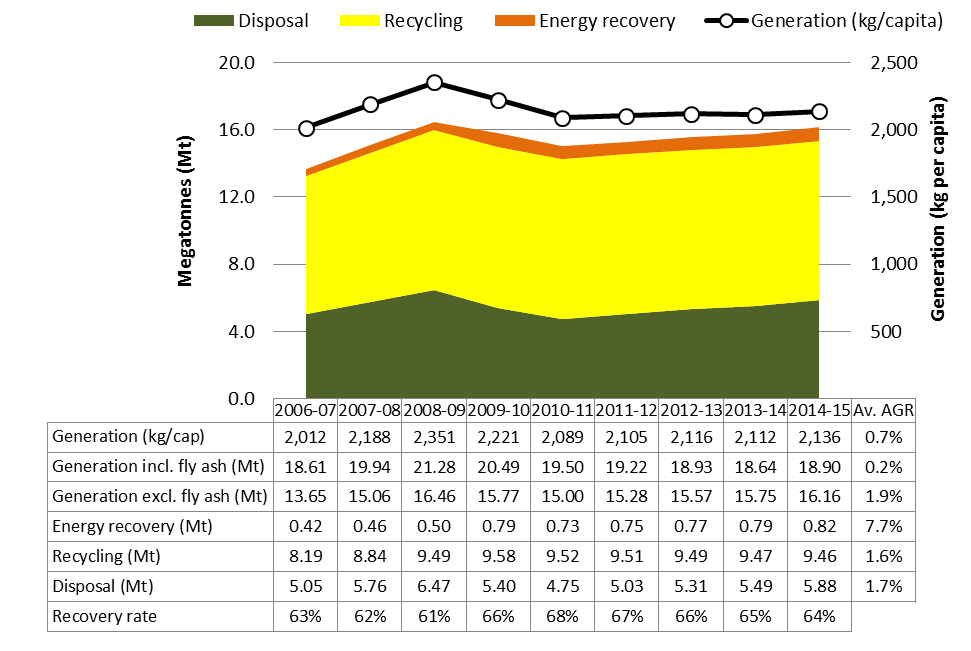 Disposal Recycling Energy recovery Generation (kg/capita)
20.0 2,500
16.0 2,000
12.0 1,500
8.0 1,000
4.0 500
0.0
Megatonnes (Mt)
Generation (kg per capita)
2006-07 2007-08 2008-09 2009-10 2010-11 2011-12 2012-13 2013-14 2014-15 Av. AGR
Generation (kg/cap) 2,012 2,188 2,351 2,221 2,089 2,105 2,116 2,112 2,136 0.7%
Generation incl. fly ash (Mt) 18.61 19.94 21.28 20.49 19.50 19.22 18.93 18.64 18.90 0.2%
Generation excl. fly ash (Mt) 13.65 15.06 16.46 15.77 15.00 15.28 15.57 15.75 16.16 1.9%
Energy recovery (Mt) 0.42 0.46 0.50 0.79 0.73 0.75 0.77 0.79 0.82 7.7%
Recycling (Mt) 8.19 8.84 9.49 9.58 9.52 9.51 9.49 9.47 9.46 1.6%
Disposal (Mt) 5.05 5.76 6.47 5.40 4.75 5.03 5.31 5.49 5.88 1.7%
Recovery rate 63% 62% 61% 66% 68% 67% 66% 65% 64%